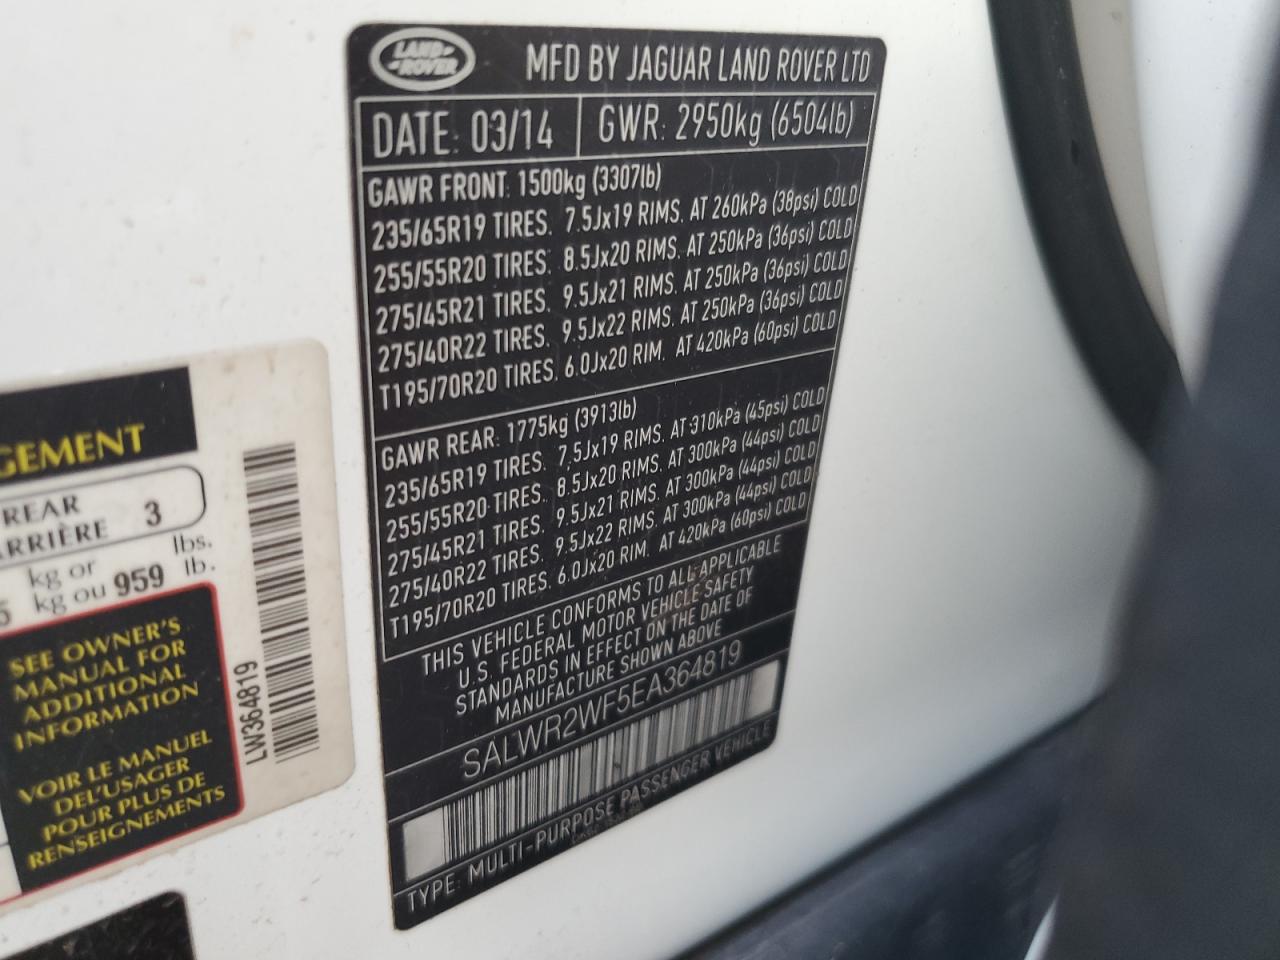 LAND-
-ROVER
MFD BY JAGUAR LAND ROVER LTD
DATE: 03/14 GWR: 2950kg (6504lb)
GAWR FRONT: 1500kg (3307lb)
235/65R19 TIRES. 7.5Jx19 RIMS. AT 260kPa (38psi) COLD
255/55R20 TIRES. 8.5Jx20 RIMS. AT 250kPa (36psi) COLD
275/45R21 TIRES. 9.5Jx21 RIMS. AT 250kPa (36psi) COLD
275/40R22 TIRES. 9.5Jx22 RIMS. AT 250kPa (36psi) COLD
T195/70R20 TIRES. 6.0Jx20 RIM. AT 420kPa (60psi) COLD
GAWR REAR: 1775kg (3913lb)
235/65R19 TIRES. 7.5Jx19 RIMS. AT 310kPa (45psi) COLD
255/55R20 TIRES. 8.5Jx20 RIMS. AT 300kPa (44psi) COLD
275/45R21 TIRES. 9.5Jx21 RIMS. AT 300kPa (44psi) COLD
275/40R22 TIRES. 9.5Jx22 RIMS. AT 300kPa (44psi) COLD
T195/70R20 TIRES. 6.0Jx20 RIM. AT 420kPa (60psi) COLD
THIS VEHICLE CONFORMS TO ALL APPLICABLE
U.S. FEDERAL MOTOR VEHICLE SAFETY
STANDARDS IN EFFECT ON THE DATE OF
MANUFACTURE SHOWN ABOVE
SALWR2WF5EA364819
TYPE: MULTI-PURPOSE PASSENGER VEHICLE
GEMENT
REAR
ARRIÈRE 3
kg or lbs.
kg ou 959 lb.
SEE OWNER'S
MANUAL FOR
ADDITIONAL
INFORMATION
VOIR LE MANUEL
DEL'USAGER
POUR PLUS DE
RENSEIGNEMENTS
LW364819